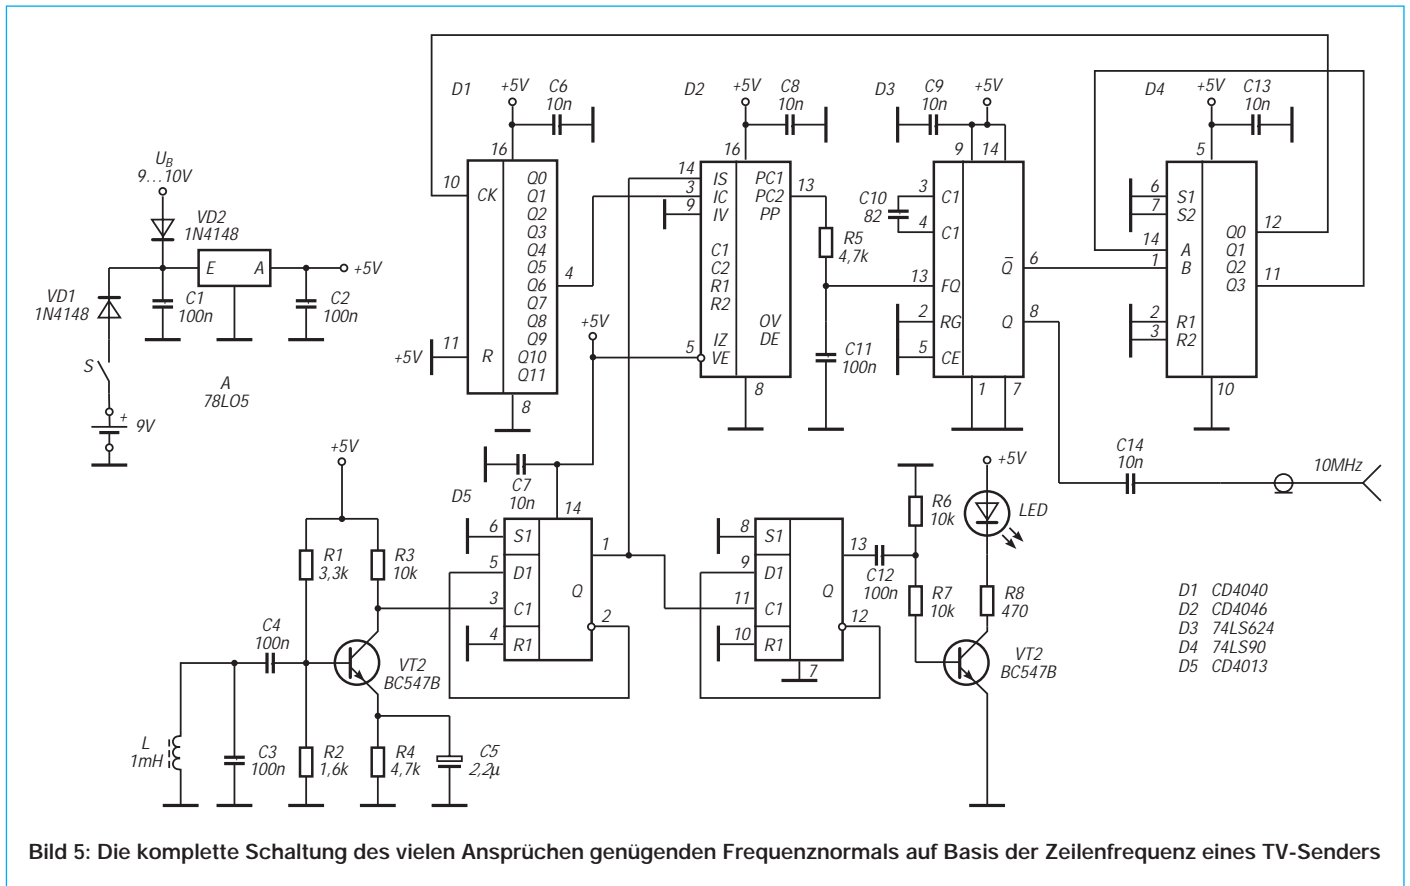 U_B
9...10V
VD2
1N4148
E A
+5V
VD1
1N4148
C1
100n
C2
100n
S
A
78LO5
+
9V
D1
+5V
C6
10n
16
10
CK
Q0
Q1
Q2
Q3
Q4
Q5
Q6
Q7
Q8
Q9
Q10
Q11
4
+5V
11
R
8
D2
+5V
C8
10n
16
14
3
9
IS
IC
IV
C1
C2
R1
R2
IZ
VE
PC1
PC2
PP
OV
DE
13
5
8
+5V
R5
4,7k
C11
100n
D3
C9
10n
+5V
9
14
C10
82
3
4
C1
C1
13
FQ
2
RG
5
CE
Q̅
6
Q
8
1
7
D4
+5V
C13
10n
5
6
7
S1
S2
14
1
A
B
2
3
R1
R2
Q0
Q1
Q2
Q3
12
11
10
C14
10n
10MHz
+5V
R1
3,3k
R3
10k
C4
100n
VT2
BC547B
L
1mH
C3
100n
R2
1,6k
R4
4,7k
C5
2,2µ
C7
10n
D5
14
6
S1
5
D1
3
C1
4
R1
Q
1
2
8
S1
9
D1
11
C1
10
R1
Q
13
12
7
C12
100n
R6
10k
R7
10k
+5V
LED
R8
470
VT2
BC547B
D1 CD4040
D2 CD4046
D3 74LS624
D4 74LS90
D5 CD4013
Bild 5: Die komplette Schaltung des vielen Ansprüchen genügenden Frequenznormals auf Basis der Zeilenfrequenz eines TV-Senders